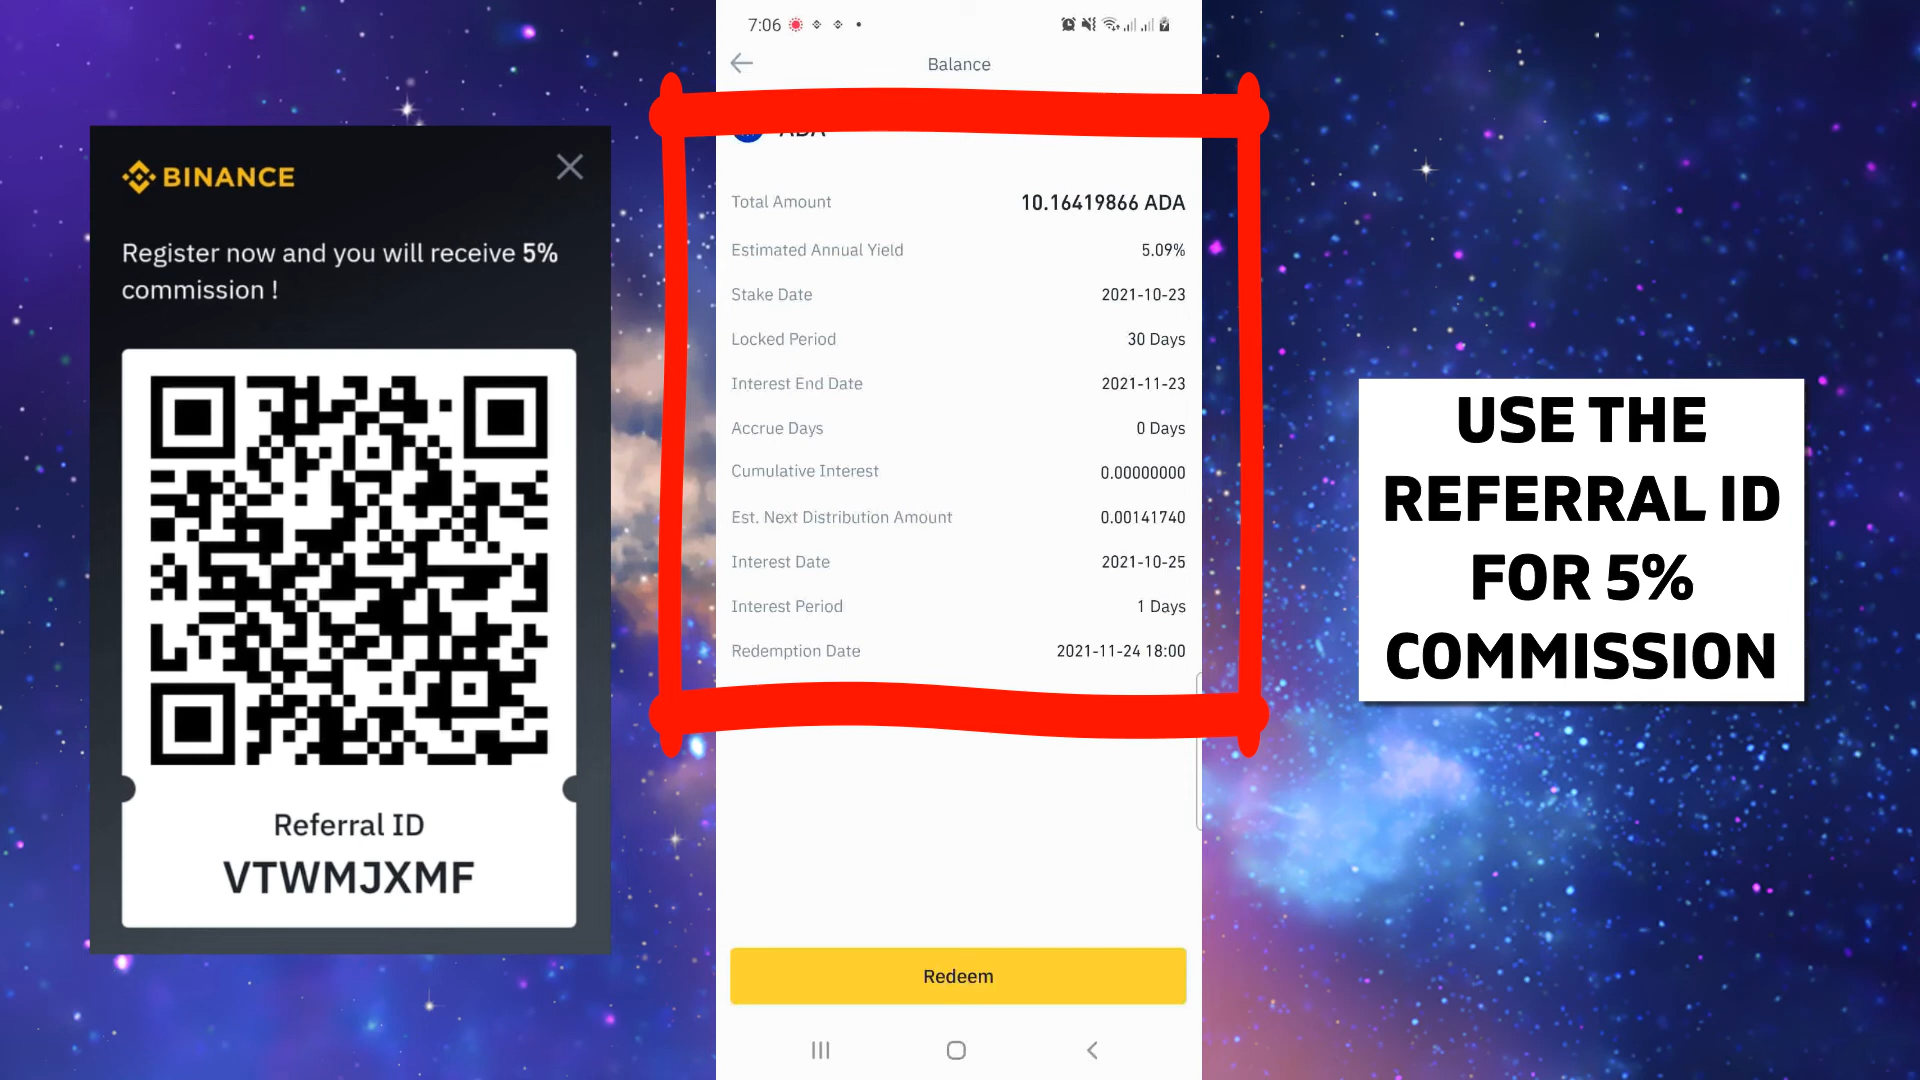 BINANCE
Register now and you will receive 5%
commission !
Referral ID
VTWMJXMF
7:06
Balance
ADA
Total Amount 10.16419866 ADA
Estimated Annual Yield 5.09%
Stake Date 2021-10-23
Locked Period 30 Days
Interest End Date 2021-11-23
Accrue Days 0 Days
Cumulative Interest 0.00000000
Est. Next Distribution Amount 0.00141740
Interest Date 2021-10-25
Interest Period 1 Days
Redemption Date 2021-11-24 18:00
Redeem
USE THE
REFERRAL ID
FOR 5%
COMMISSION